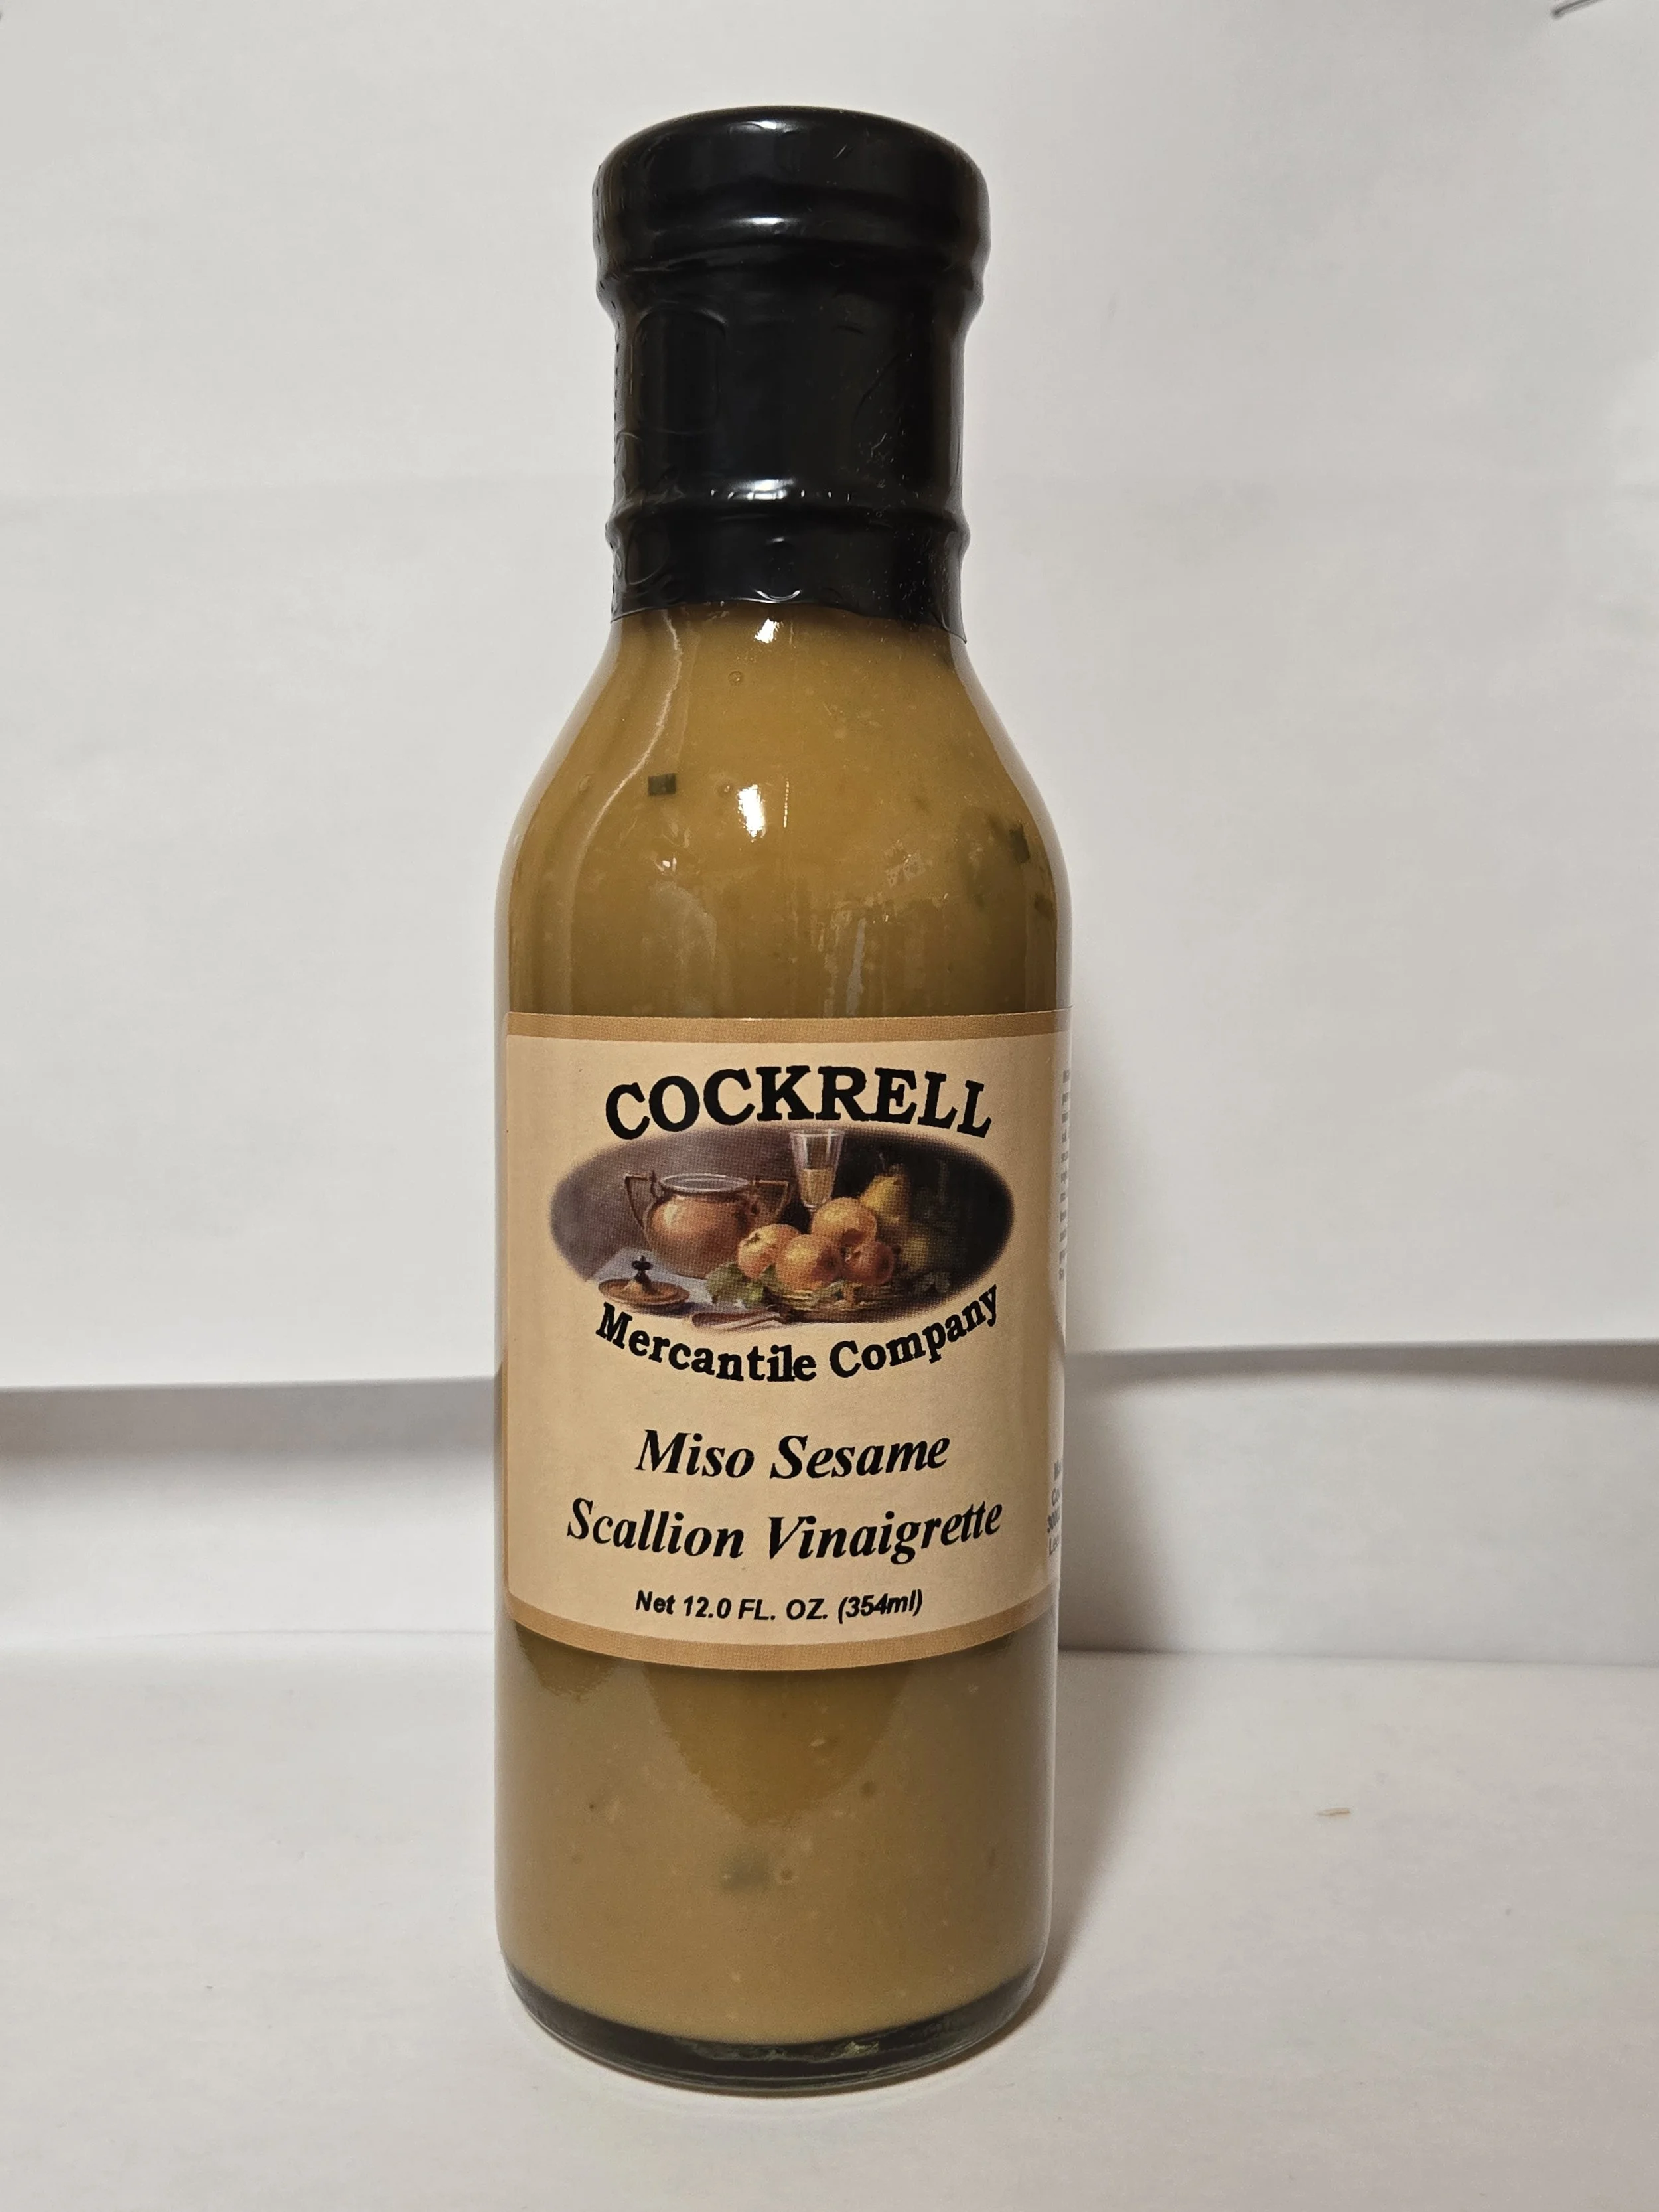 COCKRELL
Mercantile Company
Miso Sesame
Scallion Vinaigrette
Net 12.0 FL. OZ. (354ml)